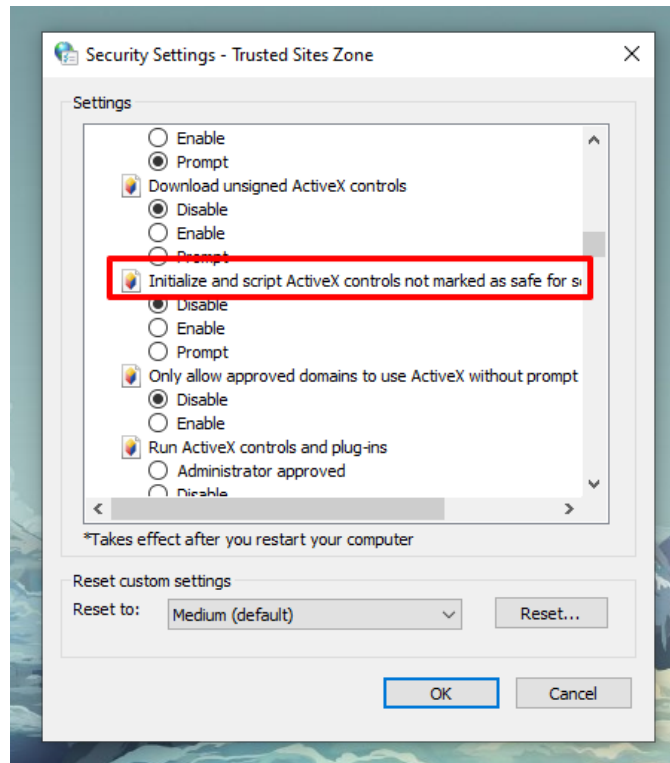 Security Settings - Trusted Sites Zone
Settings
Enable
Prompt
Download unsigned ActiveX controls
Disable
Enable
Prompt
Initialize and script ActiveX controls not marked as safe for s
Disable
Enable
Prompt
Only allow approved domains to use ActiveX without prompt
Disable
Enable
Run ActiveX controls and plug-ins
Administrator approved
Disable
*Takes effect after you restart your computer
Reset custom settings
Reset to: Medium (default) Reset...
OK Cancel